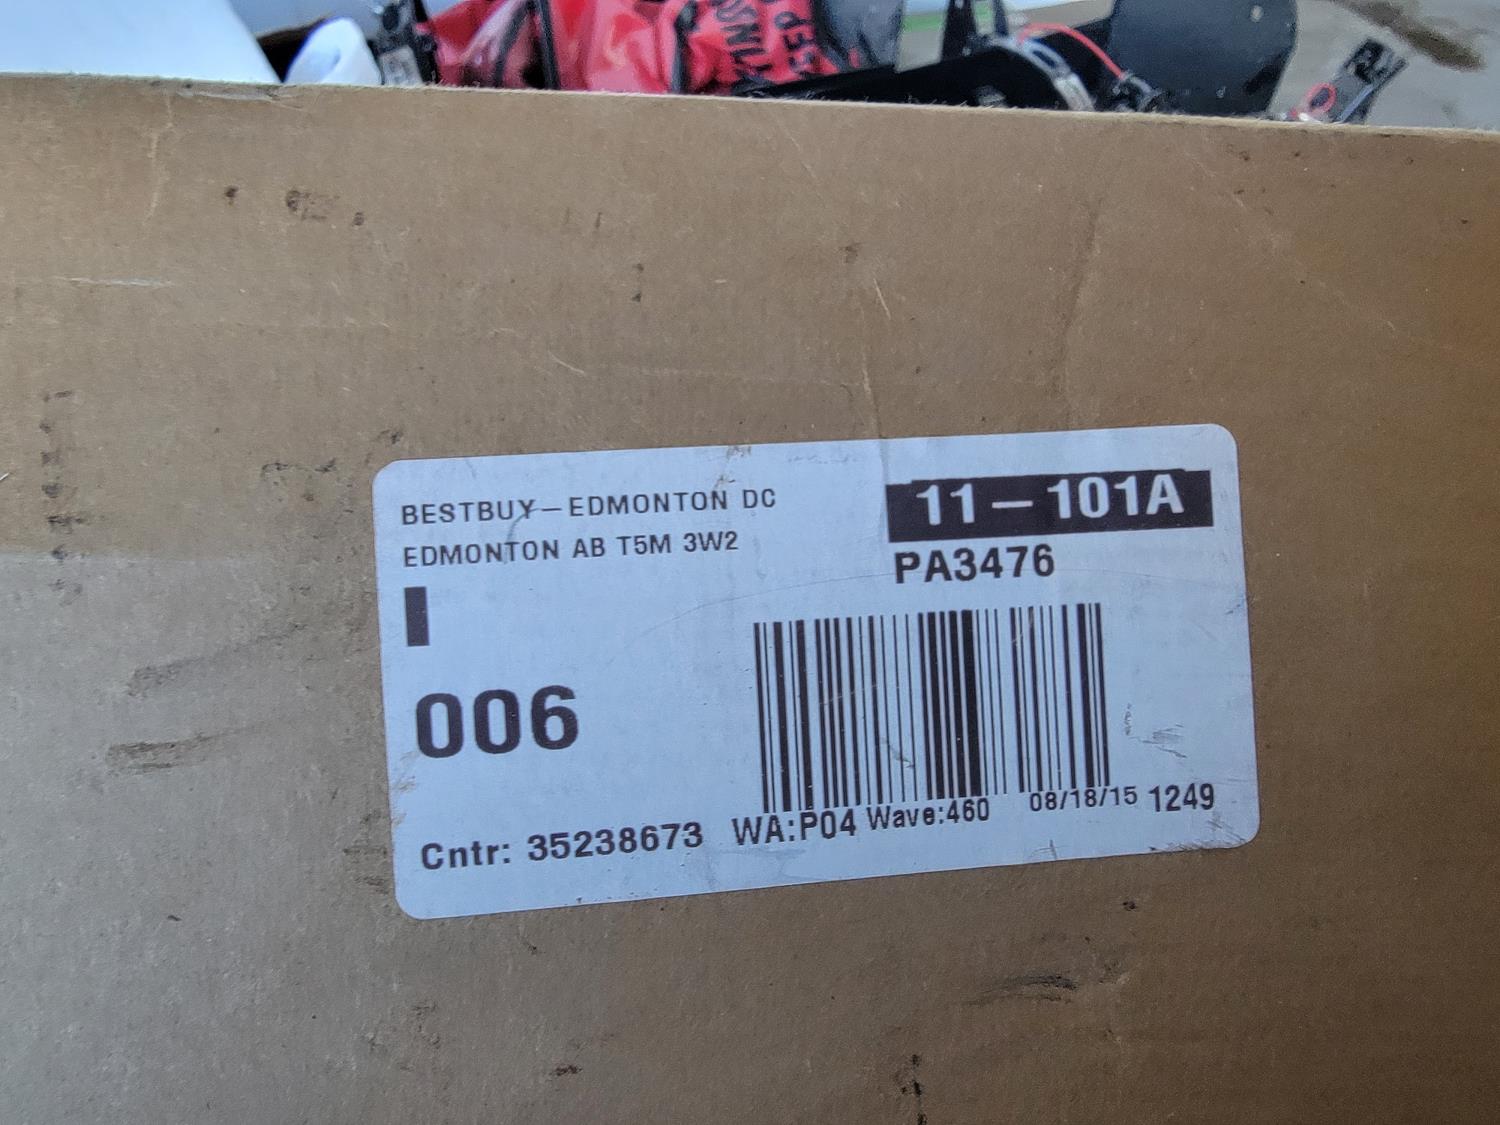 BESTBUY—EDMONTON DC
EDMONTON AB T5M 3W2
11—101A
PA3476
006
Cntr: 35238673 WA:P04 Wave:460 08/18/15 1249